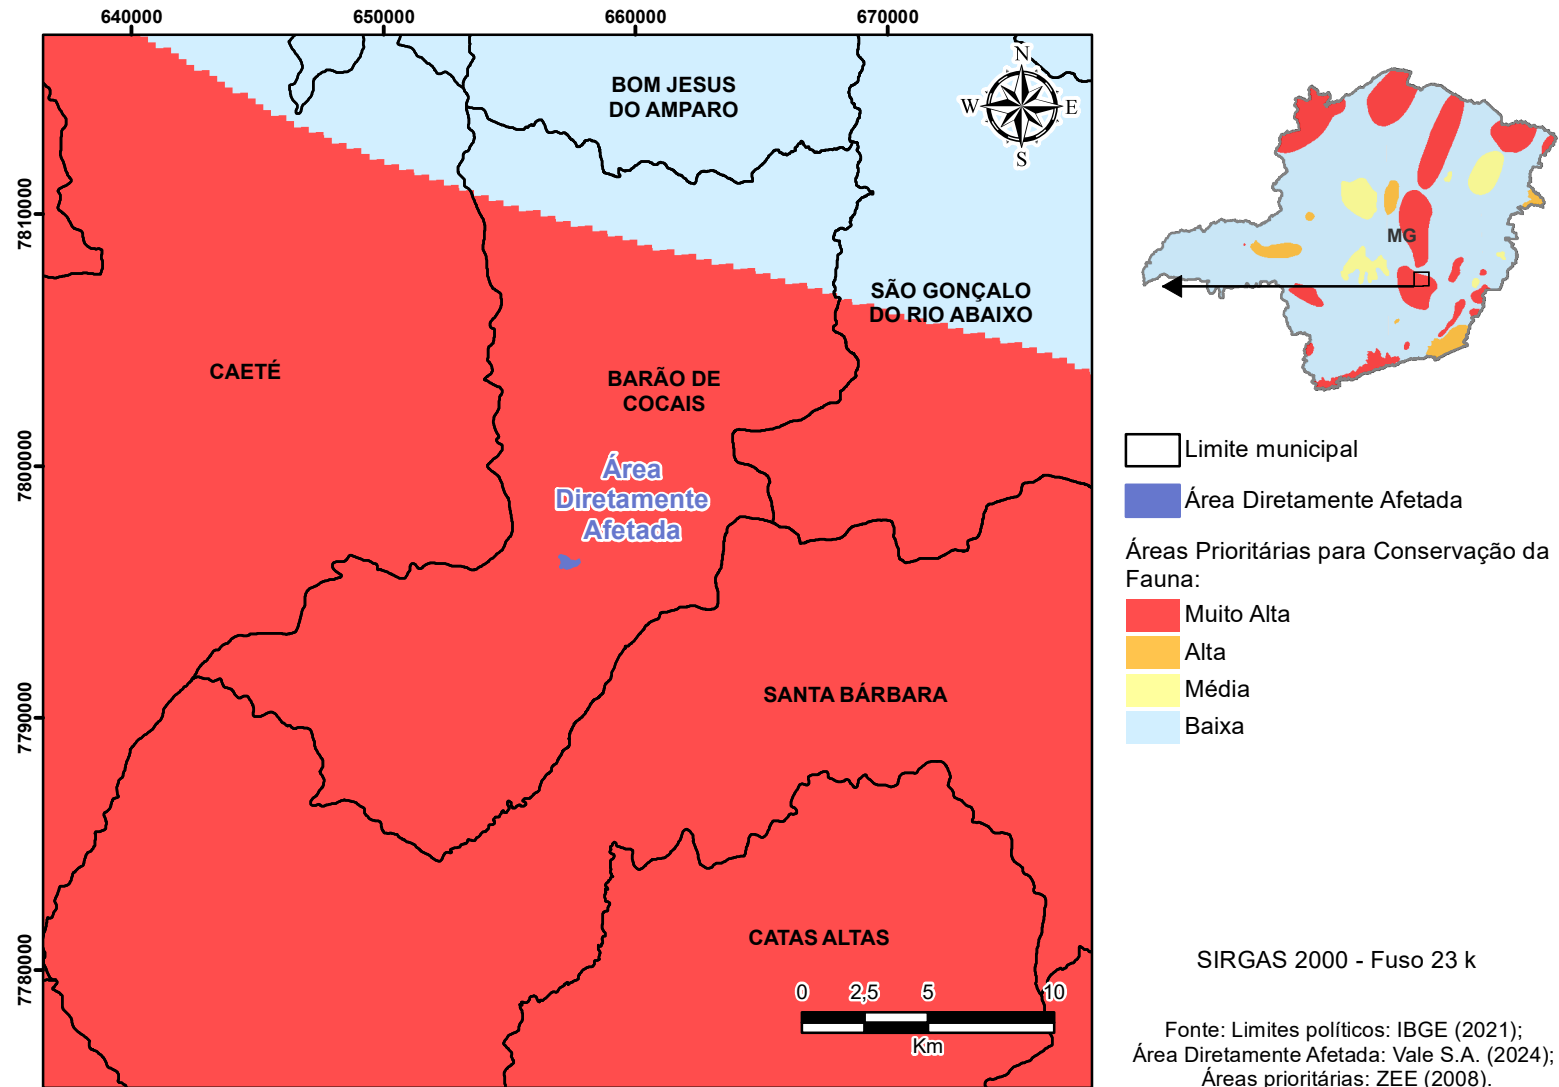 640000
650000
660000
670000
7810000
7800000
7790000
7780000
BOM JESUS
DO AMPARO
N
W
E
S
SÃO GONÇALO
DO RIO ABAIXO
CAETÉ
BARÃO DE
COCAIS
Área
Diretamente
Afetada
SANTA BÁRBARA
CATAS ALTAS
0 2,5 5 10
Km
MG
Limite municipal
Área Diretamente Afetada
Áreas Prioritárias para Conservação da
Fauna:
Muito Alta
Alta
Média
Baixa
SIRGAS 2000 - Fuso 23 k
Fonte: Limites políticos: IBGE (2021);
Área Diretamente Afetada: Vale S.A. (2024);
Áreas prioritárias: ZEE (2008).